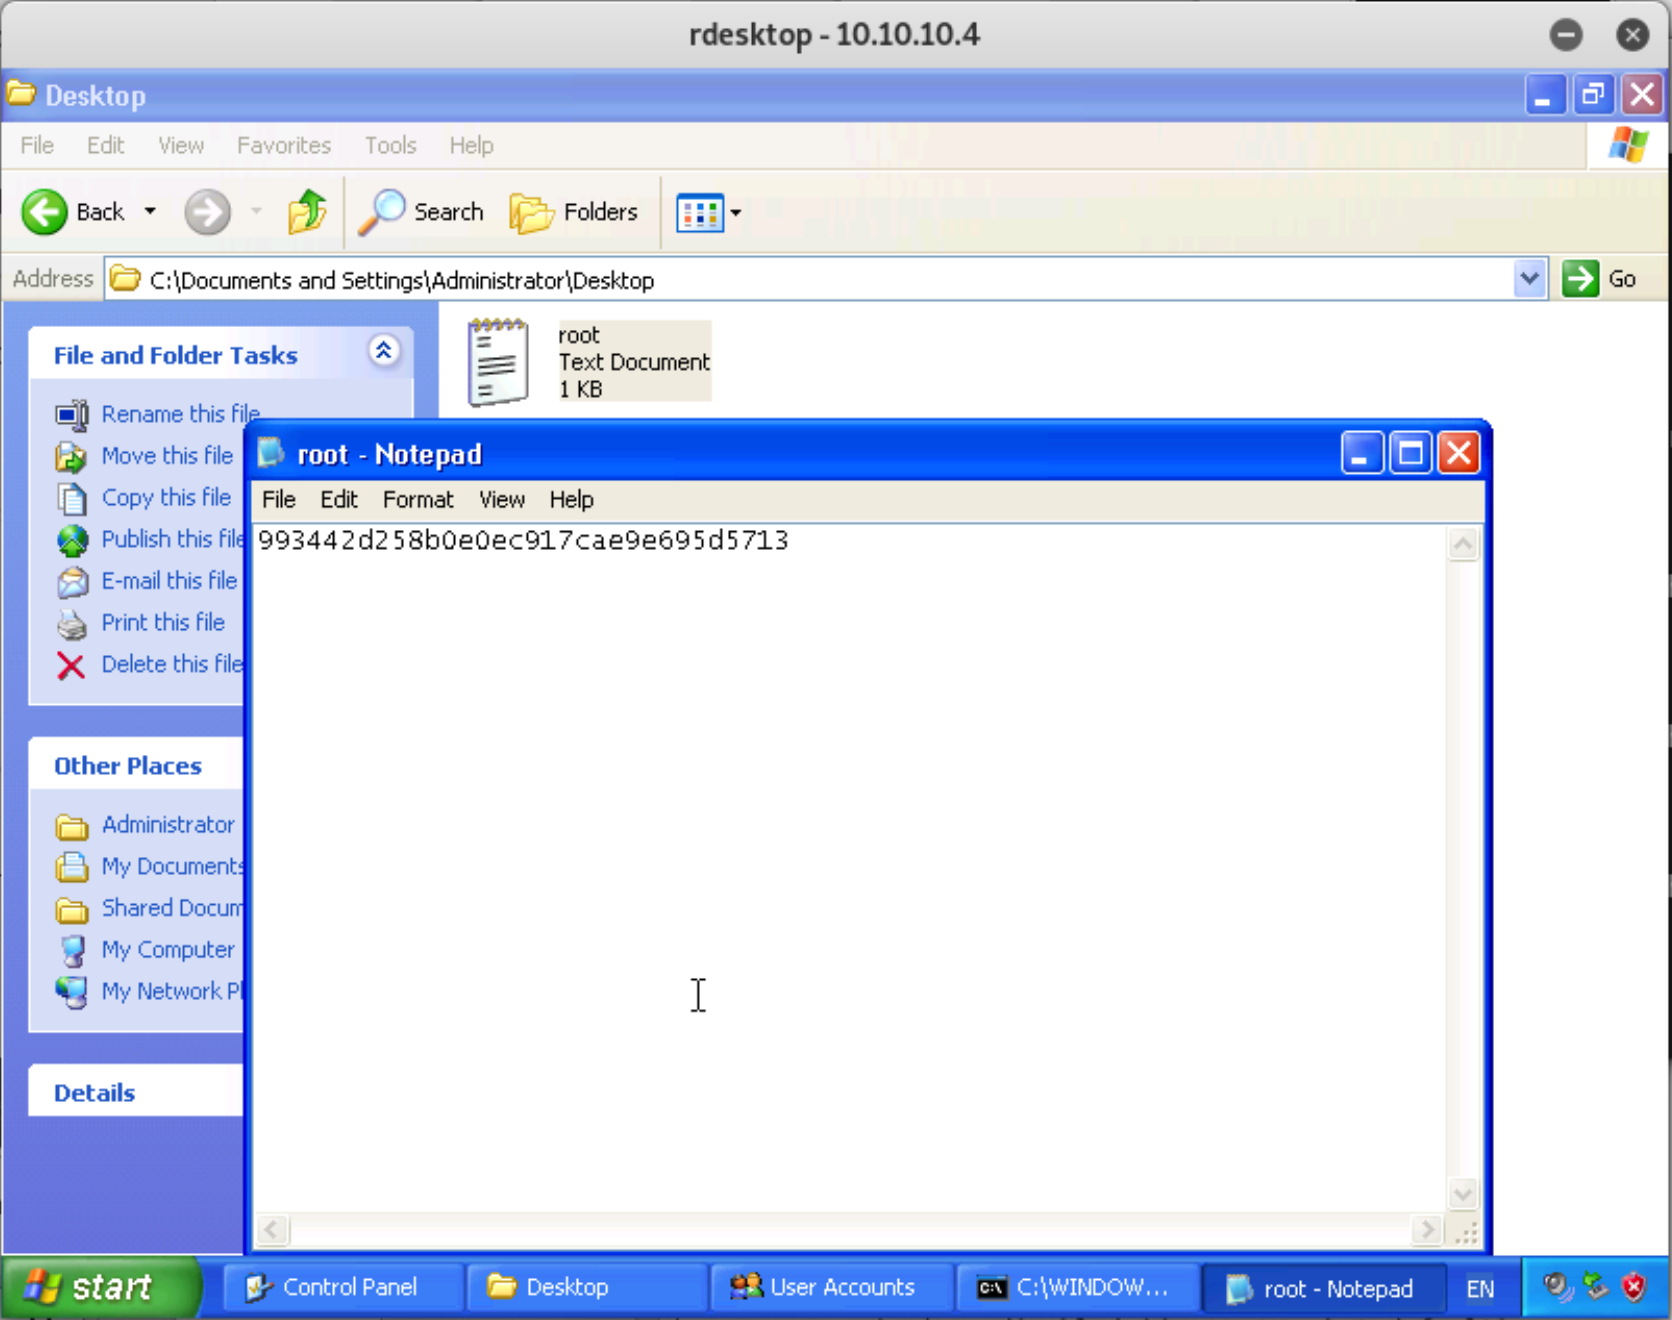 rdesktop - 10.10.10.4
Desktop
File Edit View Favorites Tools Help
Back Search Folders
Address C:\Documents and Settings\Administrator\Desktop Go
File and Folder Tasks
Rename this file
Move this file
Copy this file
Publish this file
E-mail this file
Print this file
Delete this file
root
Text Document
1 KB
root - Notepad
File Edit Format View Help
993442d258b0e0ec917cae9e695d5713
Other Places
Administrator
My Documents
Shared Docum
My Computer
My Network Pl
Details
start Control Panel Desktop User Accounts C:\WINDOW... root - Notepad EN